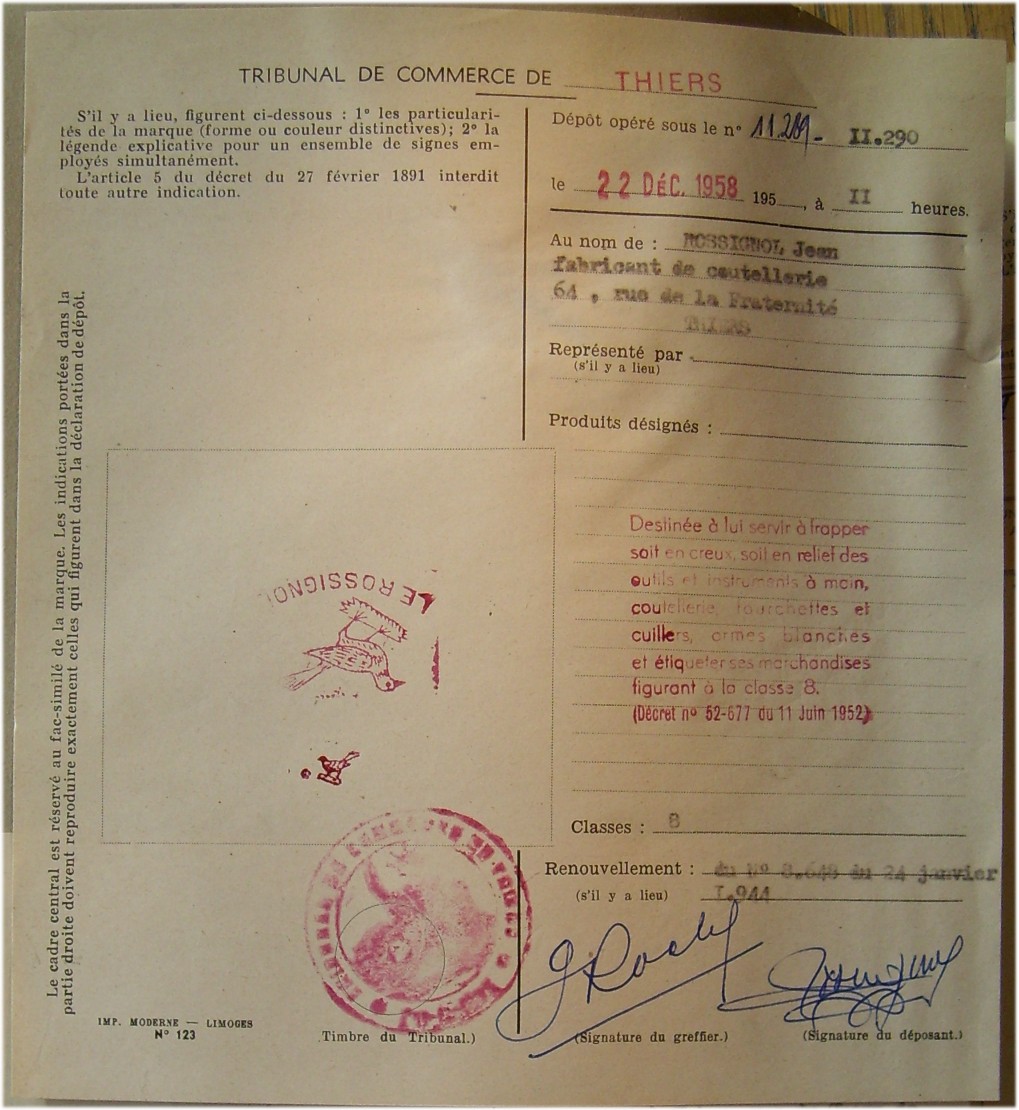 TRIBUNAL DE COMMERCE DE THIERS
S'il y a lieu, figurent ci-dessous : 1° les particulari-
tés de la marque (forme ou couleur distinctives); 2° la
légende explicative pour un ensemble de signes em-
ployés simultanément.
L'article 5 du décret du 27 février 1891 interdit
toute autre indication.
Dépôt opéré sous le n° 11.289- II.290
le 22 DÉC. 1958 195 , à II heures.
Au nom de : ROSSIGNOL Jean
fabricant de coutellerie
64 , rue de la Fraternité
THIERS
Représenté par
(s'il y a lieu)
Produits désignés :
Le cadre central est réservé au fac-similé de la marque. Les indications portées dans la
partie droite doivent reproduire exactement celles qui figurent dans la déclaration de dépôt.
LE ROSSIGNOL
Destinée à lui servir à frapper
soit en creux, soit en relief des
outils et instruments à main,
coutellerie, fourchettes et
cuillers, armes blanches
et étiqueter ses marchandises
figurant à la classe 8.
(Décret n° 52-677 du 11 Juin 1952)
Classes : 8
Renouvellement : du N° 8.648 du 24 janvier
(s'il y a lieu) I.944
IMP. MODERNE — LIMOGES
N° 123
Timbre du Tribunal.)
(Signature du greffier.)
(Signature du déposant.)